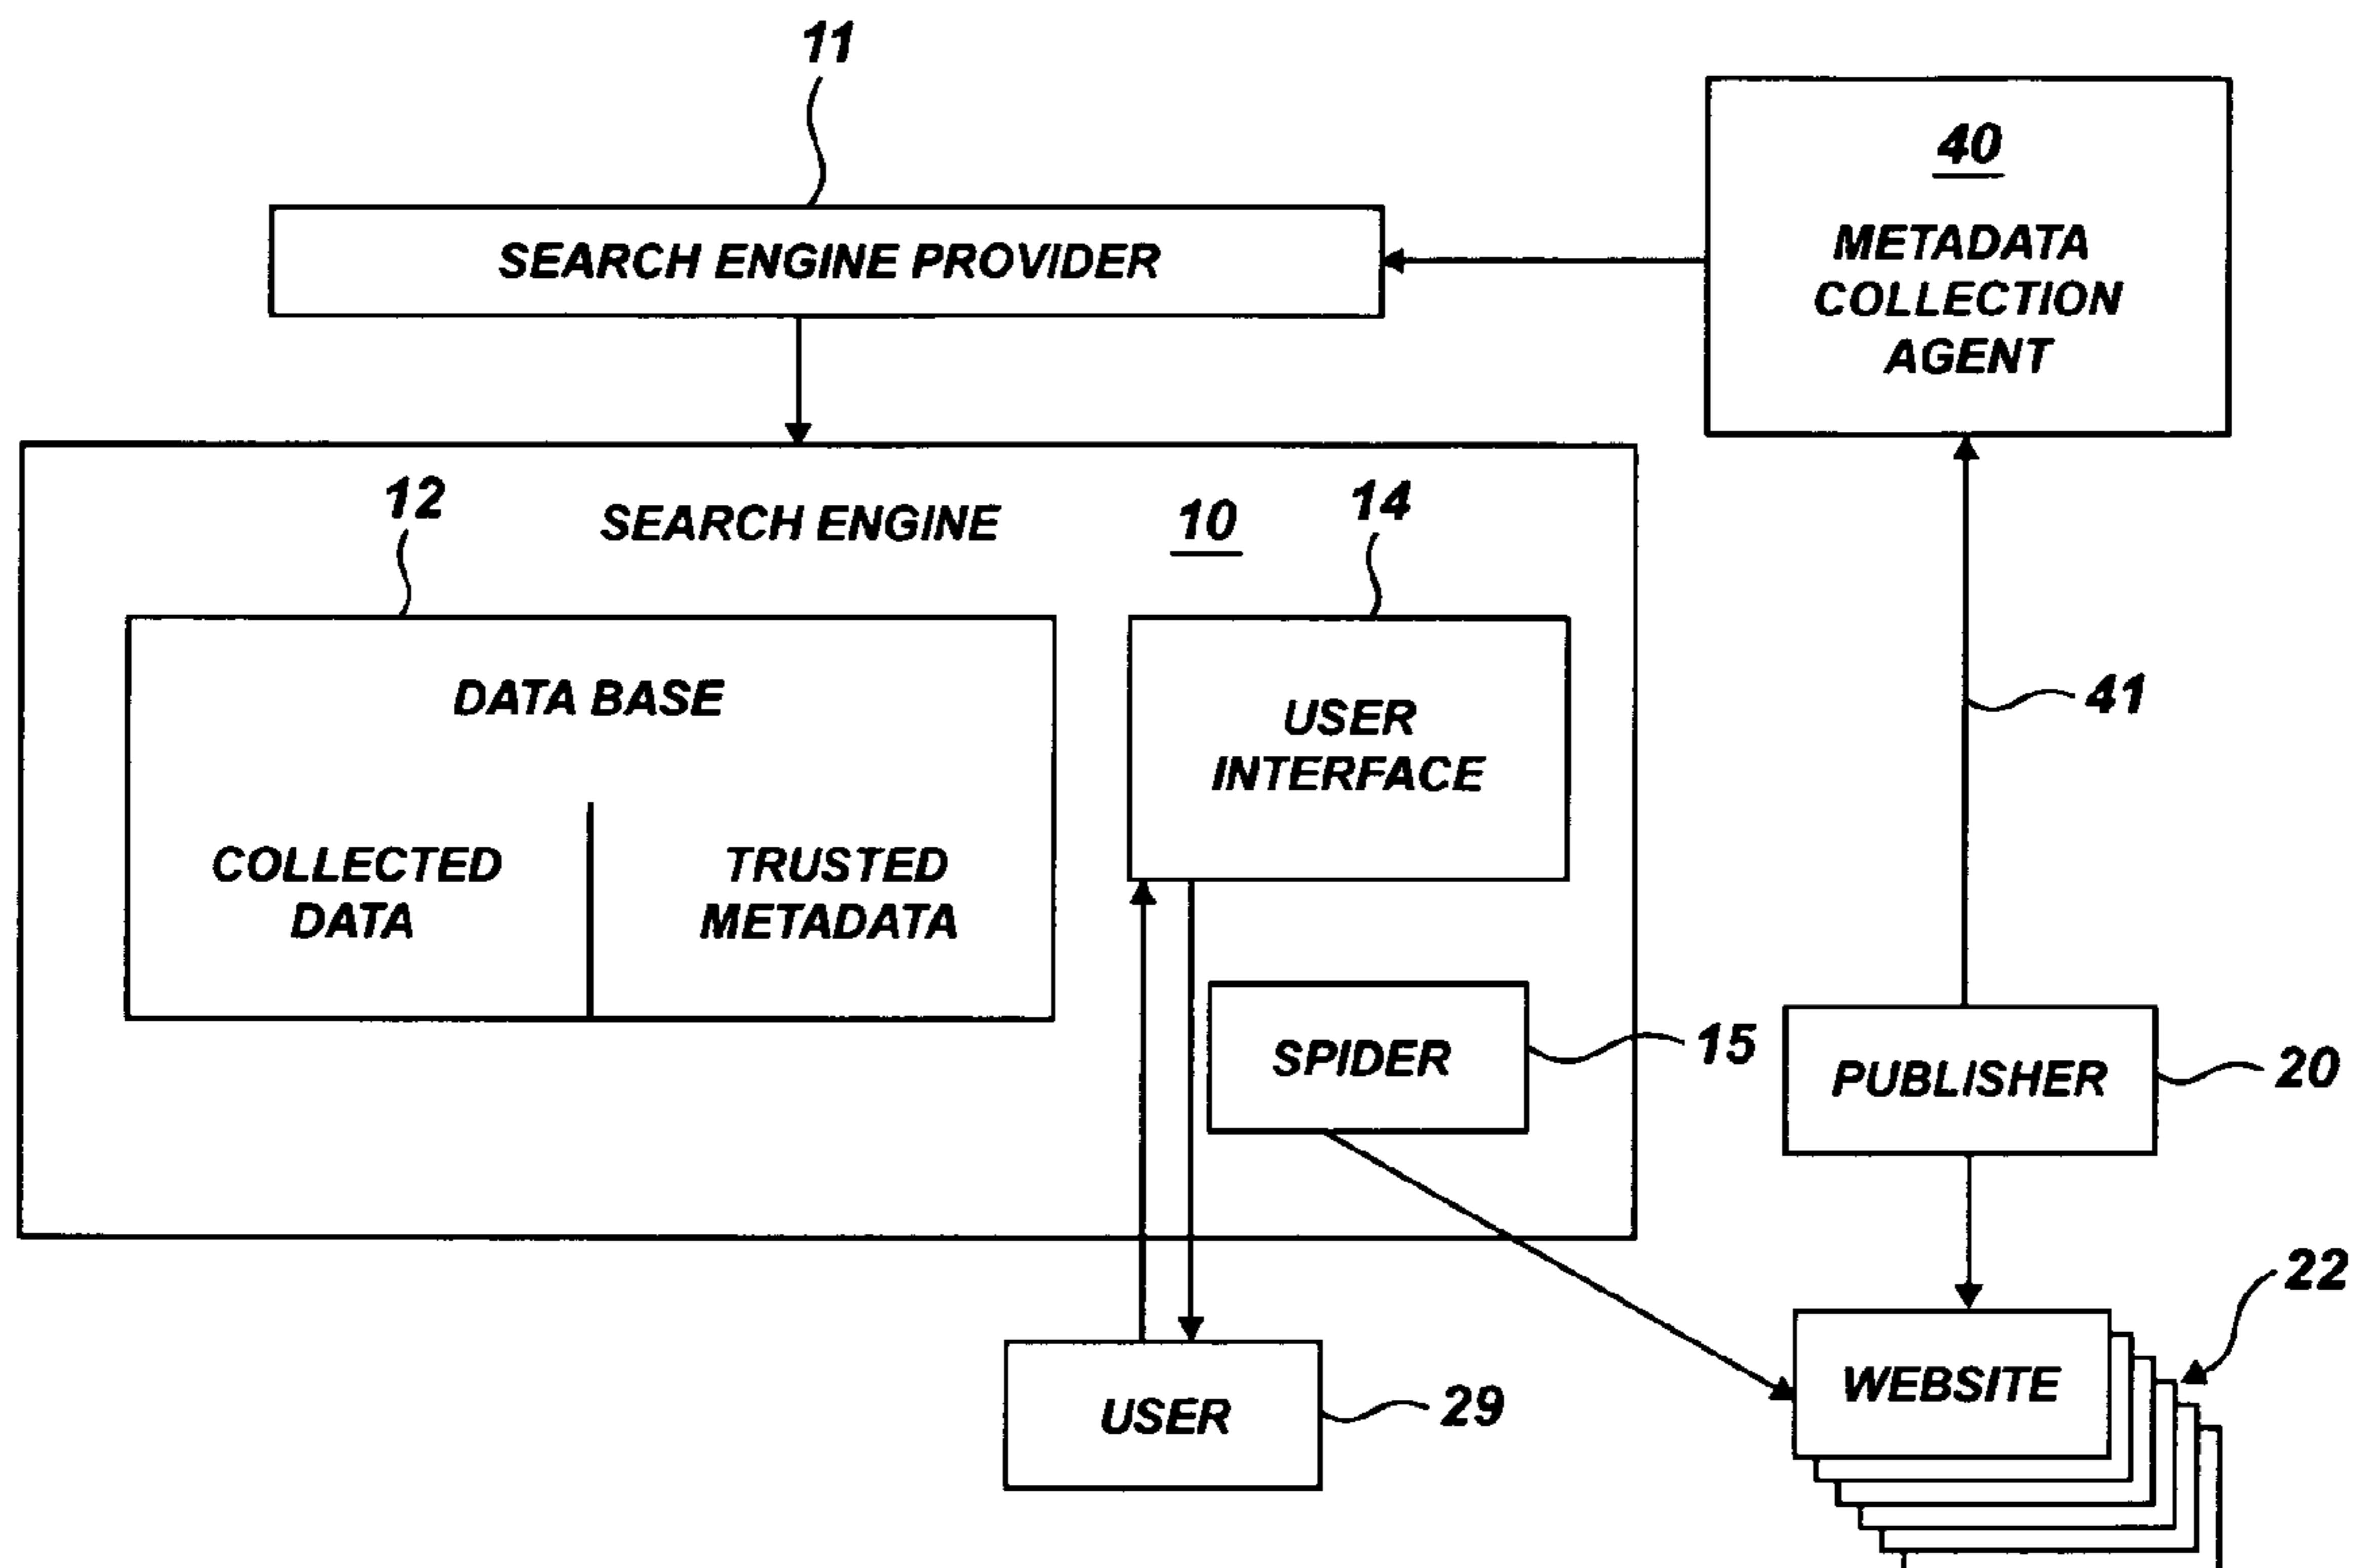 11
SEARCH ENGINE PROVIDER
40
METADATA
COLLECTION
AGENT
12
SEARCH ENGINE
10
14
DATA BASE
COLLECTED
DATA
TRUSTED
METADATA
USER
INTERFACE
41
SPIDER
15
PUBLISHER
20
22
WEBSITE
USER
29